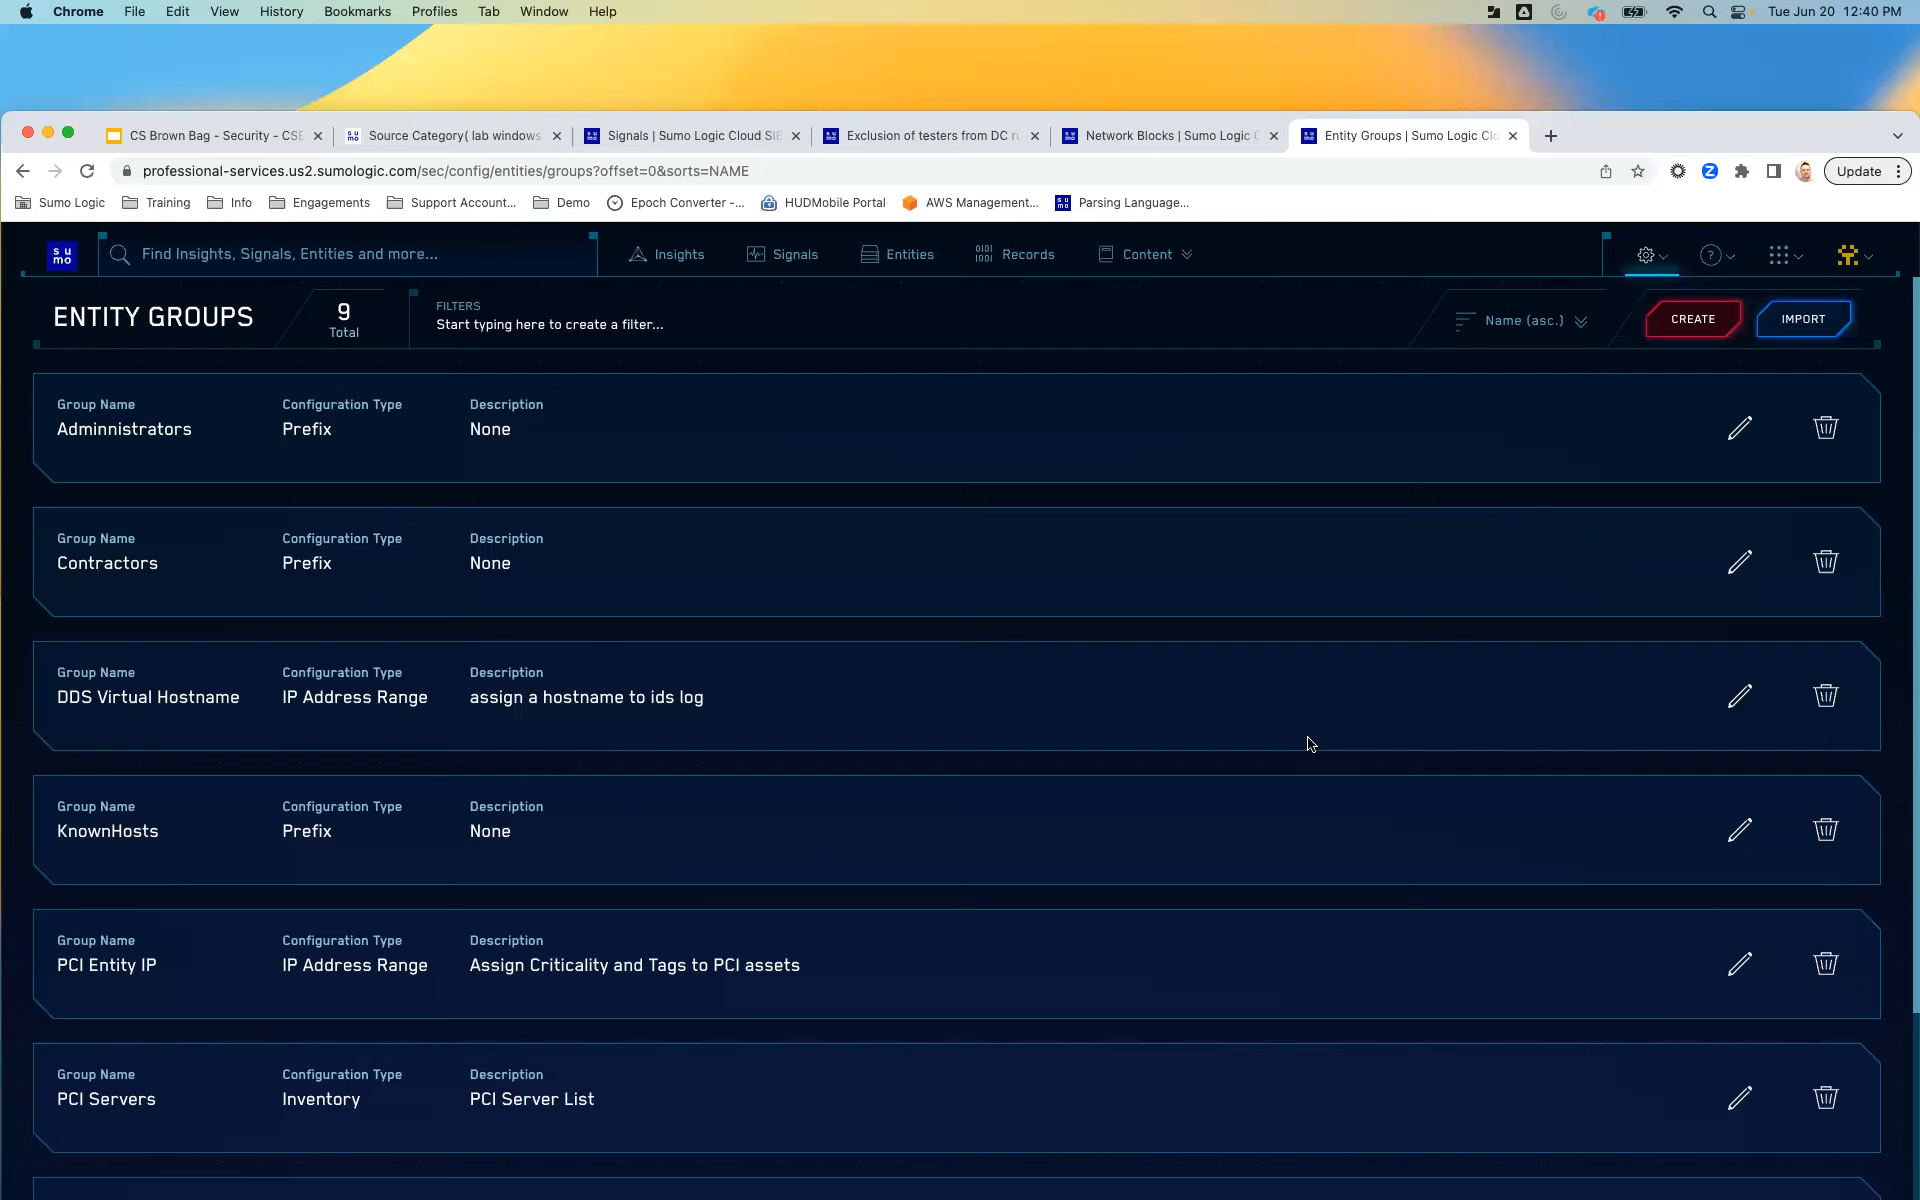 Chrome File Edit View History Bookmarks Profiles Tab Window Help Tue Jun 20 12:40 PM
CS Brown Bag - Security - CSE Source Category( lab windows Signals | Sumo Logic Cloud SIE Exclusion of testers from DC ru Network Blocks | Sumo Logic C Entity Groups | Sumo Logic Clo
professional-services.us2.sumologic.com/sec/config/entities/groups?offset=0&sorts=NAME Update
Sumo Logic Training Info Engagements Support Account... Demo Epoch Converter -... HUDMobile Portal AWS Management... Parsing Language...
su
mo
Find Insights, Signals, Entities and more... Insights Signals Entities Records Content
ENTITY GROUPS
9
Total
FILTERS
Start typing here to create a filter...
Name (asc.) CREATE IMPORT
Group Name Configuration Type Description
Adminnistrators Prefix None
Group Name Configuration Type Description
Contractors Prefix None
Group Name Configuration Type Description
DDS Virtual Hostname IP Address Range assign a hostname to ids log
Group Name Configuration Type Description
KnownHosts Prefix None
Group Name Configuration Type Description
PCI Entity IP IP Address Range Assign Criticality and Tags to PCI assets
Group Name Configuration Type Description
PCI Servers Inventory PCI Server List